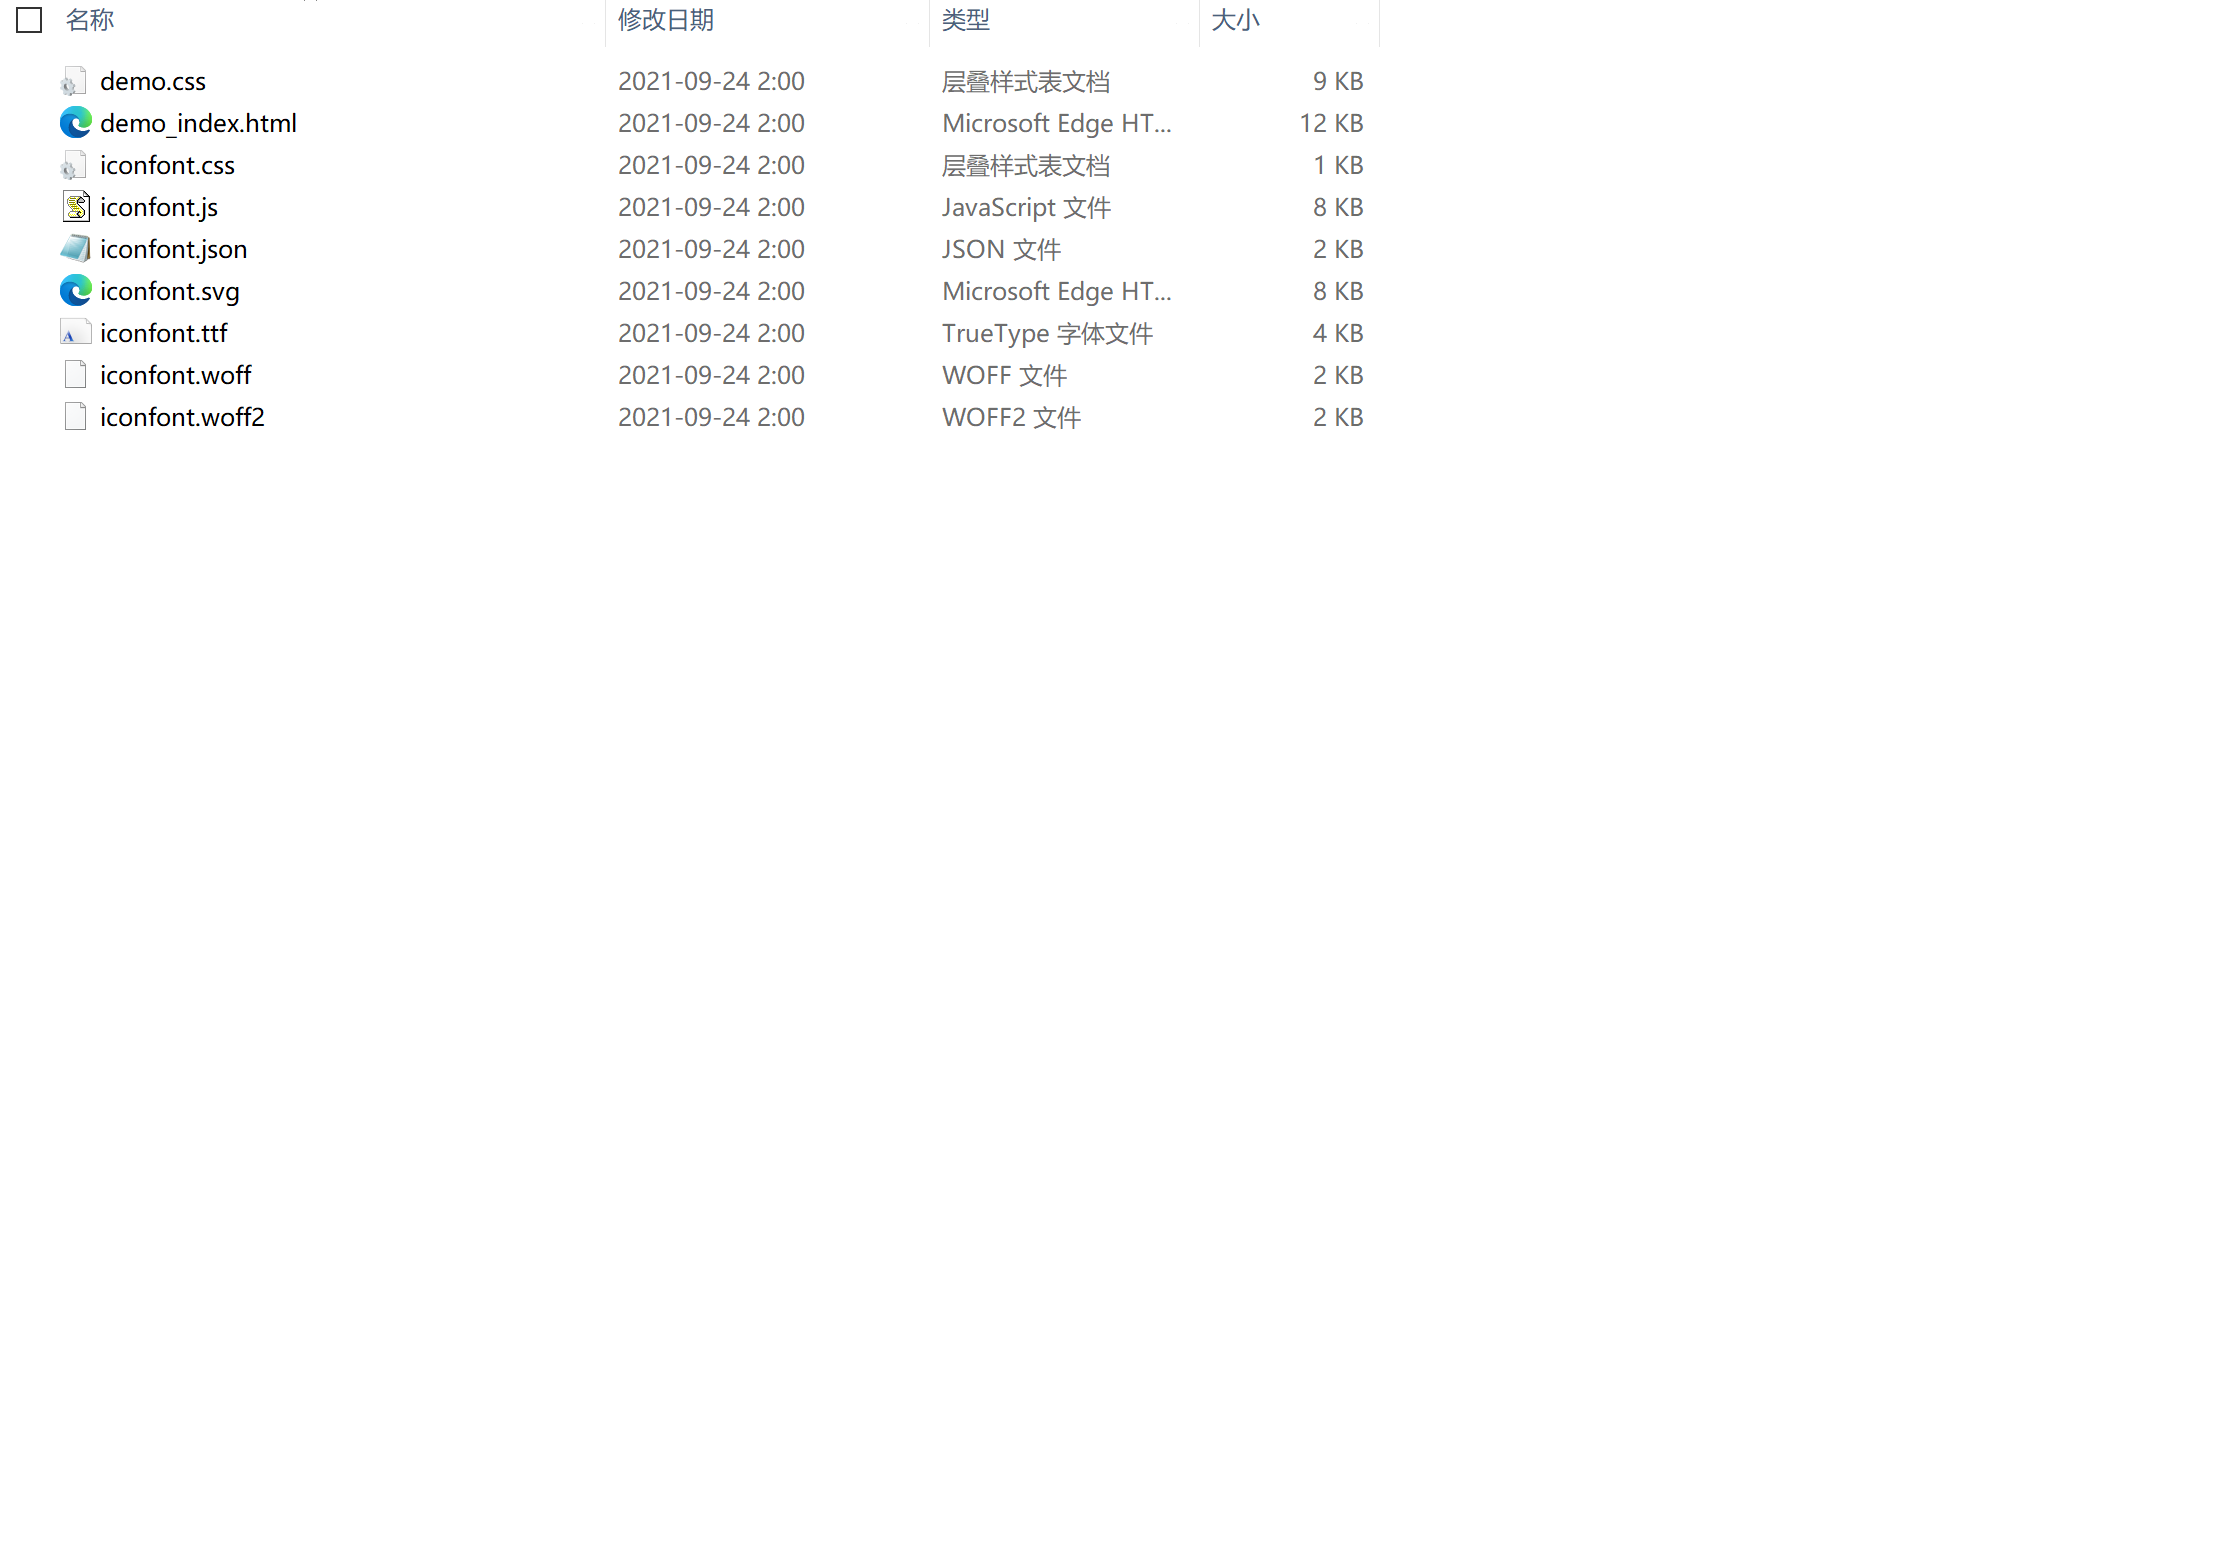 名称 修改日期 类型 大小
demo.css 2021-09-24 2:00 层叠样式表文档 9 KB
demo_index.html 2021-09-24 2:00 Microsoft Edge HT... 12 KB
iconfont.css 2021-09-24 2:00 层叠样式表文档 1 KB
iconfont.js 2021-09-24 2:00 JavaScript 文件 8 KB
iconfont.json 2021-09-24 2:00 JSON 文件 2 KB
iconfont.svg 2021-09-24 2:00 Microsoft Edge HT... 8 KB
iconfont.ttf 2021-09-24 2:00 TrueType 字体文件 4 KB
iconfont.woff 2021-09-24 2:00 WOFF 文件 2 KB
iconfont.woff2 2021-09-24 2:00 WOFF2 文件 2 KB